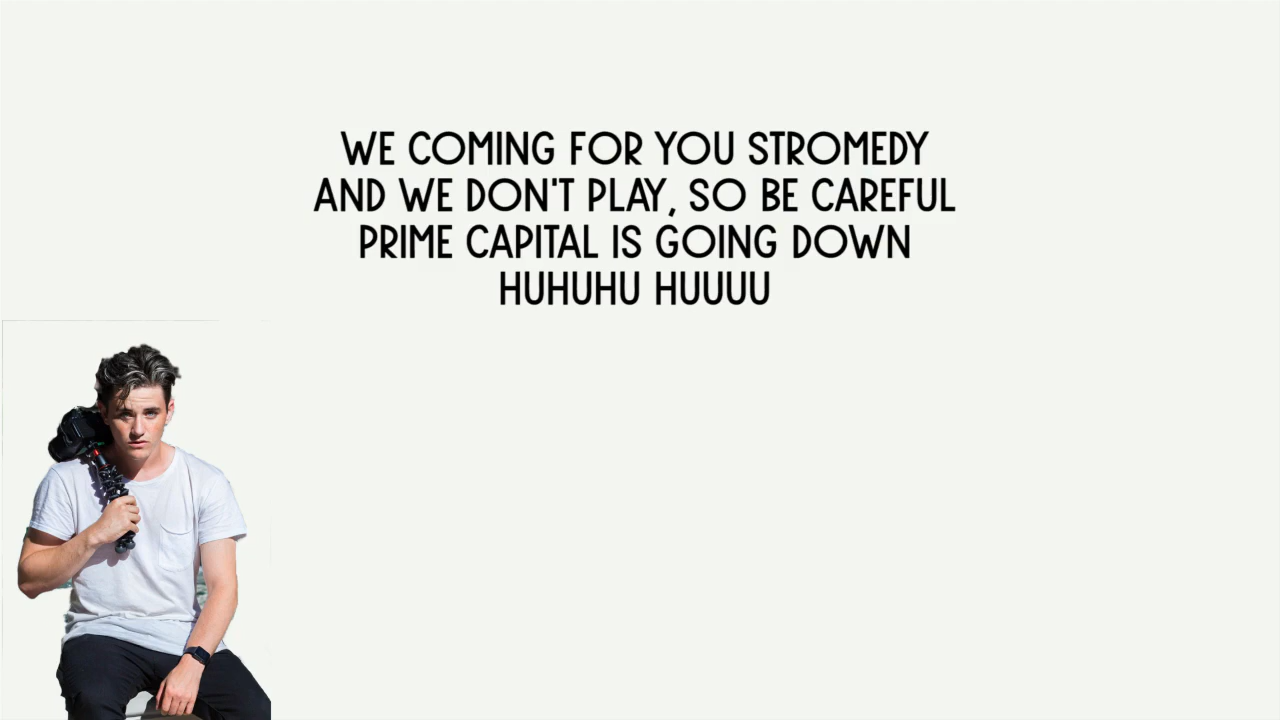 WE COMING FOR YOU STROMEDY
AND WE DON'T PLAY, SO BE CAREFUL
PRIME CAPITAL IS GOING DOWN
HUHUHU HUUUU